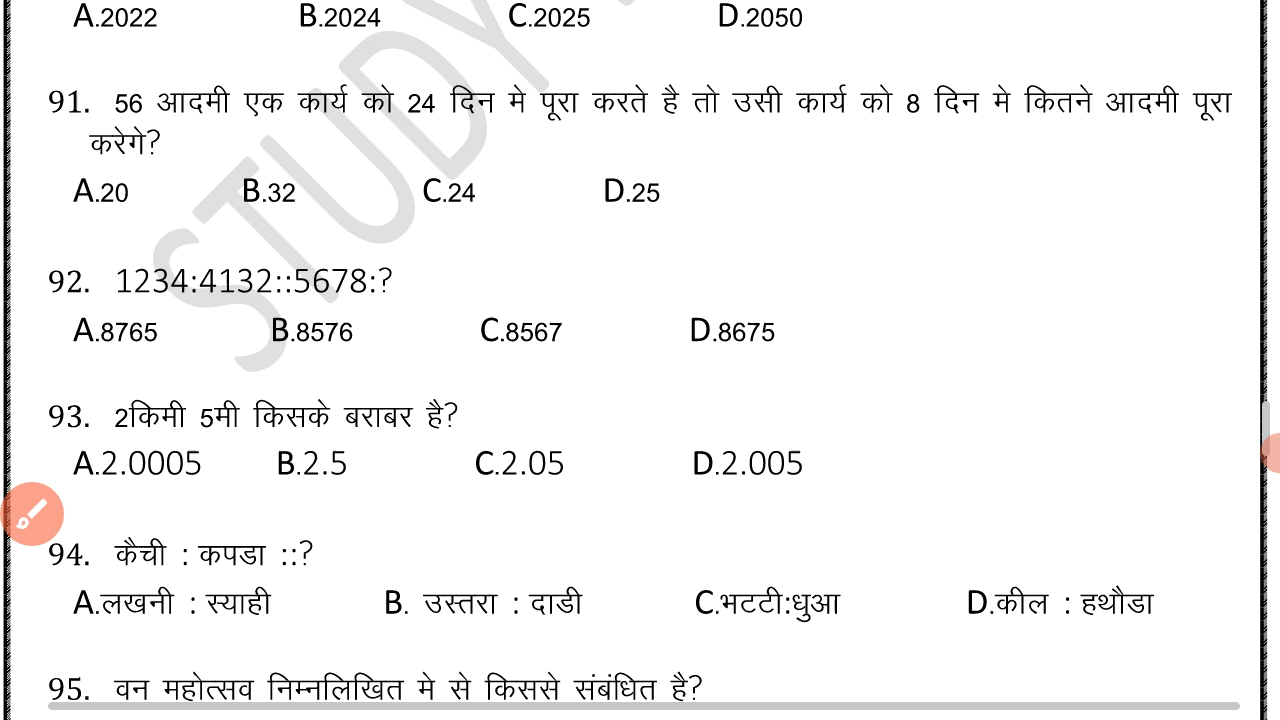 A.2022 B.2024 C.2025 D.2050
91. 56 आदमी एक कार्य को 24 दिन मे पूरा करते है तो उसी कार्य को 8 दिन मे कितने आदमी पूरा
करेगे?
A.20 B.32 C.24 D.25
92. 1234:4132::5678:?
A.8765 B.8576 C.8567 D.8675
93. 2किमी 5मी किसके बराबर है?
A.2.0005 B.2.5 C.2.05 D.2.005
94. कैची : कपडा ::?
A.लखनी : स्याही B. उस्तरा : दाडी C.भटटी:धुआ D.कील : हथौडा
95. वन महोत्सव निम्नलिखित मे से किससे संबंधित है?
STUDY